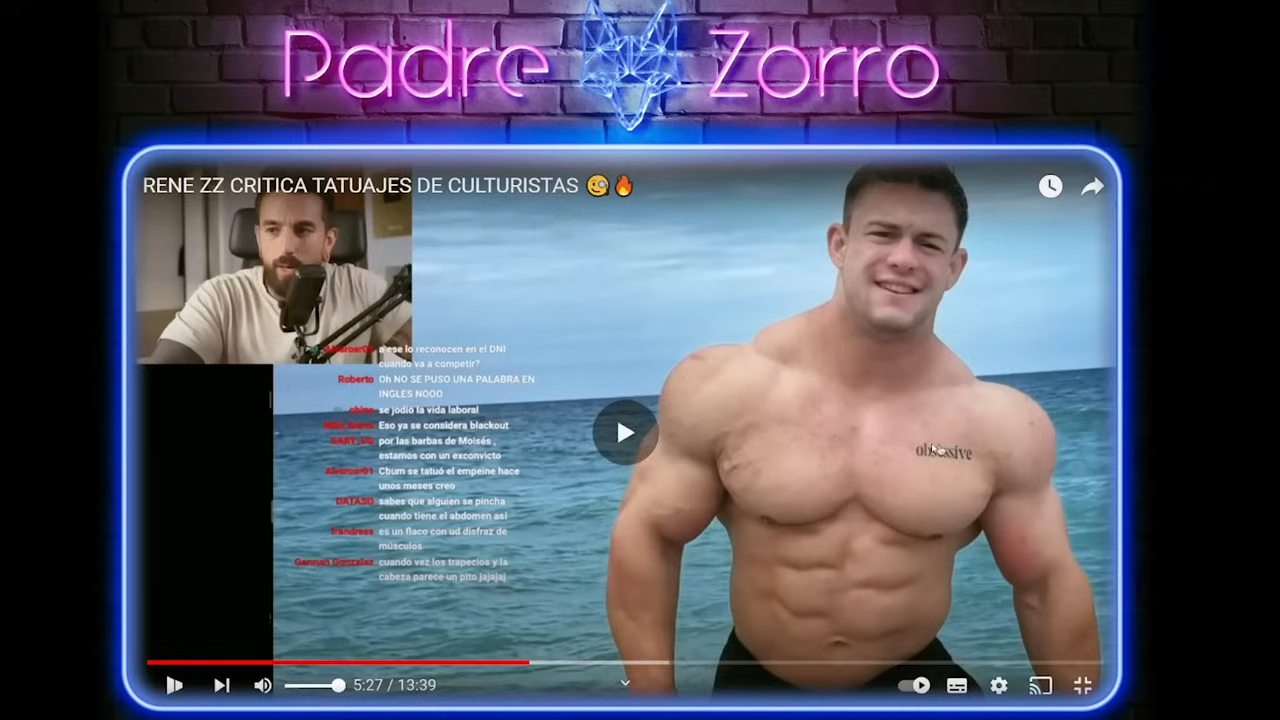 Padre Zorro
RENE ZZ CRITICA TATUAJES DE CULTURISTAS 🧐🔥
a ese lo reconocen en el DNI
cuando va a competir?
Roberto Oh NO SE PUSO UNA PALABRA EN
INGLES NOOO
chino se jodió la vida laboral
Eso ya se considera blackout
GABY_GG por las barbas de Moisés ,
estamos con un exconvicto
Alveroar01 Cbum se tatuó el empeine hace
unos meses creo
DATASO sabes que alguien se pincha
cuando tiene el abdomen asi
frandress es un flaco con ud disfraz de
músculos
German Gonzalez cuando vez los trapecios y la
cabeza parece un pito jajajaj
obsessive
5:27 / 13:39